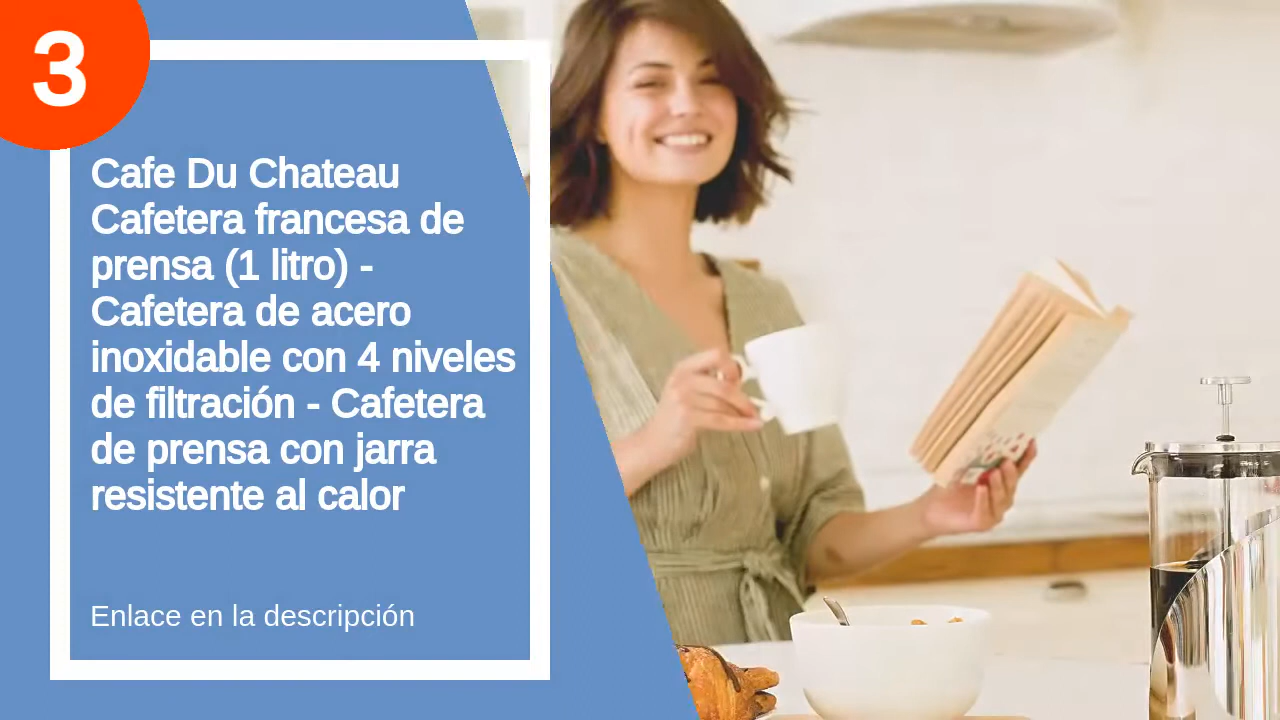 3
Cafe Du Chateau
Cafetera francesa de
prensa (1 litro) -
Cafetera de acero
inoxidable con 4 niveles
de filtración - Cafetera
de prensa con jarra
resistente al calor
Enlace en la descripción